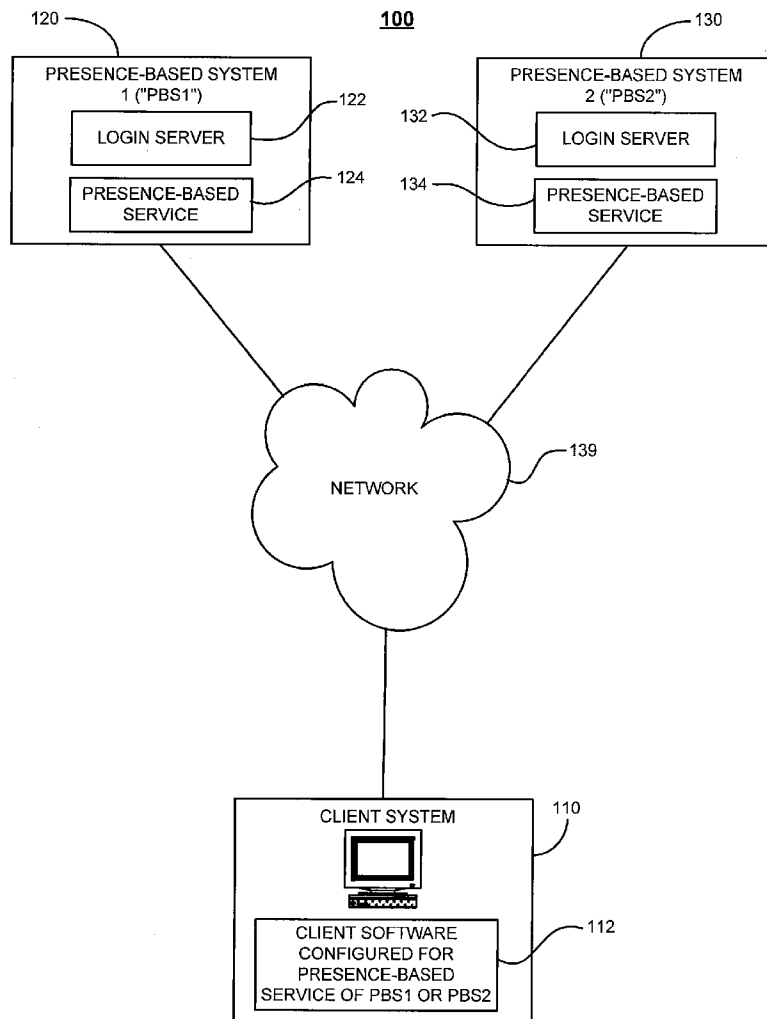 100
120
130
PRESENCE-BASED SYSTEM
1 ("PBS1")
122
LOGIN SERVER
124
PRESENCE-BASED
SERVICE
PRESENCE-BASED SYSTEM
2 ("PBS2")
132
LOGIN SERVER
134
PRESENCE-BASED
SERVICE
139
NETWORK
CLIENT SYSTEM
110
CLIENT SOFTWARE
CONFIGURED FOR
PRESENCE-BASED
SERVICE OF PBS1 OR PBS2
112